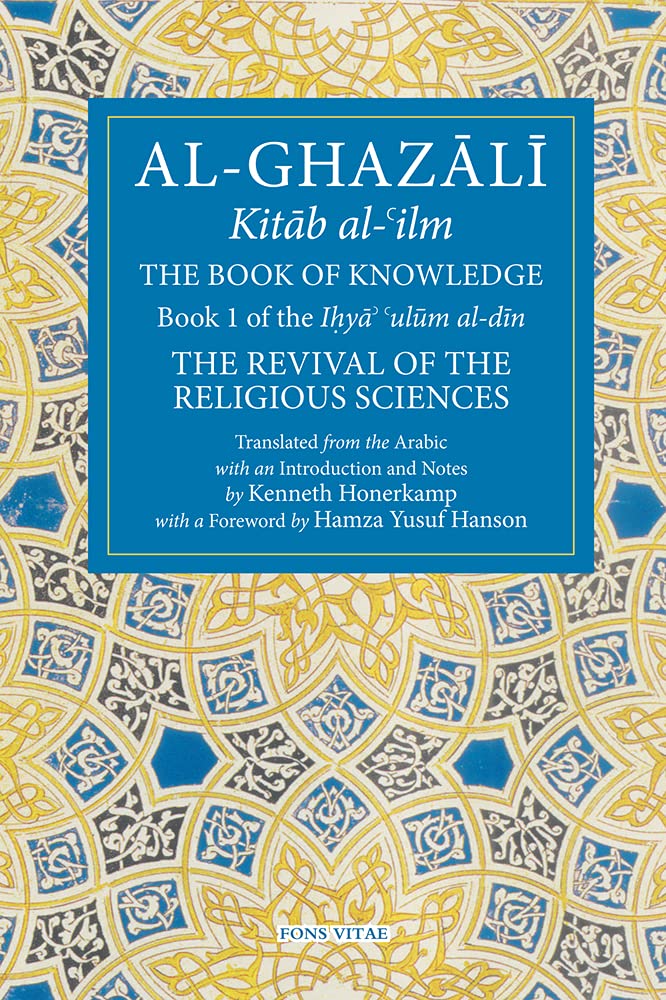 AL-GHAZĀLĪ
Kitāb al-ʿilm
THE BOOK OF KNOWLEDGE
Book 1 of the Iḥyāʾ ʿulūm al-dīn
THE REVIVAL OF THE
RELIGIOUS SCIENCES
Translated from the Arabic
with an Introduction and Notes
by Kenneth Honerkamp
with a Foreword by Hamza Yusuf Hanson
FONS VITAE